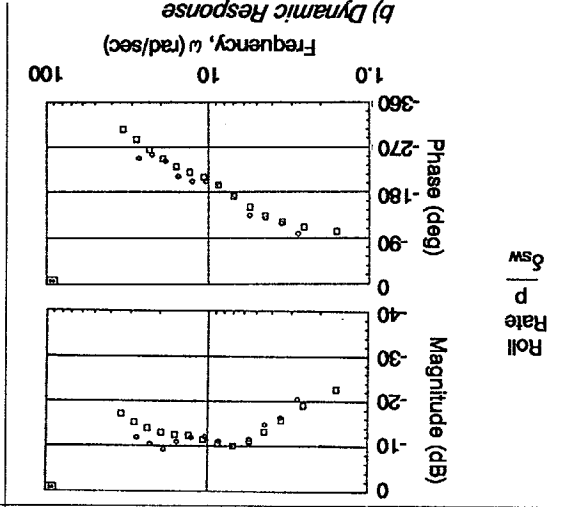 Magnitude (dB)
0
-10
-20
-30
-40
Roll
Rate
p
δsw
Phase (deg)
0
-90
-180
-270
-360
1.0 10 100
Frequency, ω (rad/sec)
b) Dynamic Response